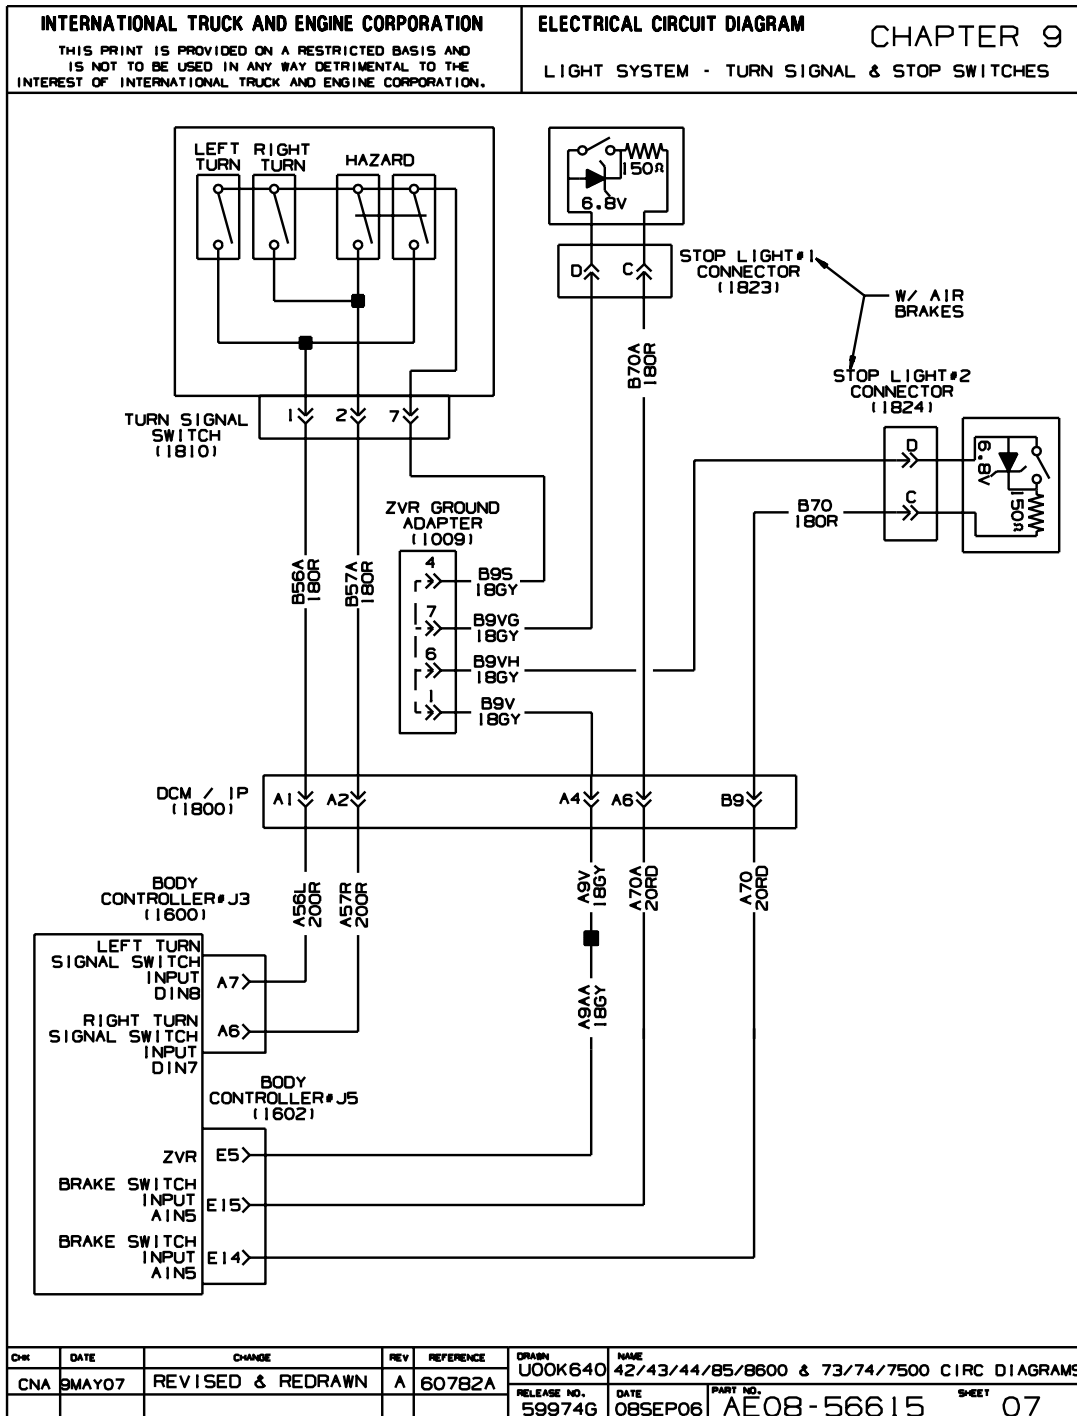 INTERNATIONAL TRUCK AND ENGINE CORPORATION
THIS PRINT IS PROVIDED ON A RESTRICTED BASIS AND
IS NOT TO BE USED IN ANY WAY DETRIMENTAL TO THE
INTEREST OF INTERNATIONAL TRUCK AND ENGINE CORPORATION.
ELECTRICAL CIRCUIT DIAGRAM
CHAPTER 9
LIGHT SYSTEM - TURN SIGNAL & STOP SWITCHES
LEFT
TURN
RIGHT
TURN
HAZARD
150Ω
6.8V
D
C
STOP LIGHT#1
CONNECTOR
(1823)
W/ AIR
BRAKES
B70A
18OR
STOP LIGHT#2
CONNECTOR
(1824)
TURN SIGNAL
SWITCH
(1810)
1
2
7
D
C
6.8V
150Ω
B70
18OR
ZVR GROUND
ADAPTER
(1009)
4
7
6
1
B9S
18GY
B9VG
18GY
B9VH
18GY
B9V
18GY
B56A
18OR
B57A
18OR
DCM / IP
(1800)
A1
A2
A4
A6
B9
A56L
20OR
A57R
20OR
A9V
18GY
A70A
20RD
A70
20RD
A9AA
18GY
BODY
CONTROLLER#J3
(1600)
LEFT TURN
SIGNAL SWITCH
INPUT
DIN8
A7
RIGHT TURN
SIGNAL SWITCH
INPUT
DIN7
A6
BODY
CONTROLLER#J5
(1602)
ZVR
E5
BRAKE SWITCH
INPUT
AIN5
E15
BRAKE SWITCH
INPUT
AIN5
E14
CHK
DATE
CHANGE
REV
REFERENCE
CNA
9MAY07
REVISED & REDRAWN
A
60782A
DRAWN
U00K640
NAME
42/43/44/85/8600 & 73/74/7500 CIRC DIAGRAMS
RELEASE NO.
59974G
DATE
08SEP06
PART NO.
AE08-56615
SHEET
07